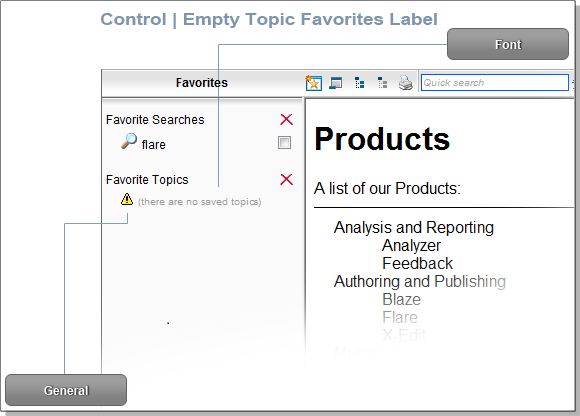 Control | Empty Topic Favorites Label
Font
Favorites
Quick search
Favorite Searches
flare
Favorite Topics
(there are no saved topics)
Products
A list of our Products:
Analysis and Reporting
Analyzer
Feedback
Authoring and Publishing
Blaze
Flare
X-Edit
General